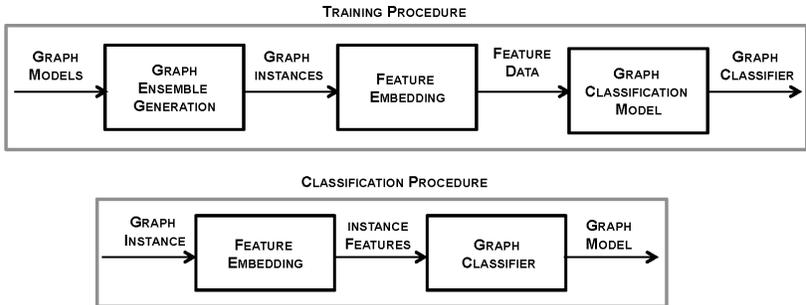 TRAINING PROCEDURE
GRAPH
MODELS
GRAPH
ENSEMBLE
GENERATION
GRAPH
INSTANCES
FEATURE
EMBEDDING
FEATURE
DATA
GRAPH
CLASSIFICATION
MODEL
GRAPH
CLASSIFIER
CLASSIFICATION PROCEDURE
GRAPH
INSTANCE
FEATURE
EMBEDDING
INSTANCE
FEATURES
GRAPH
CLASSIFIER
GRAPH
MODEL